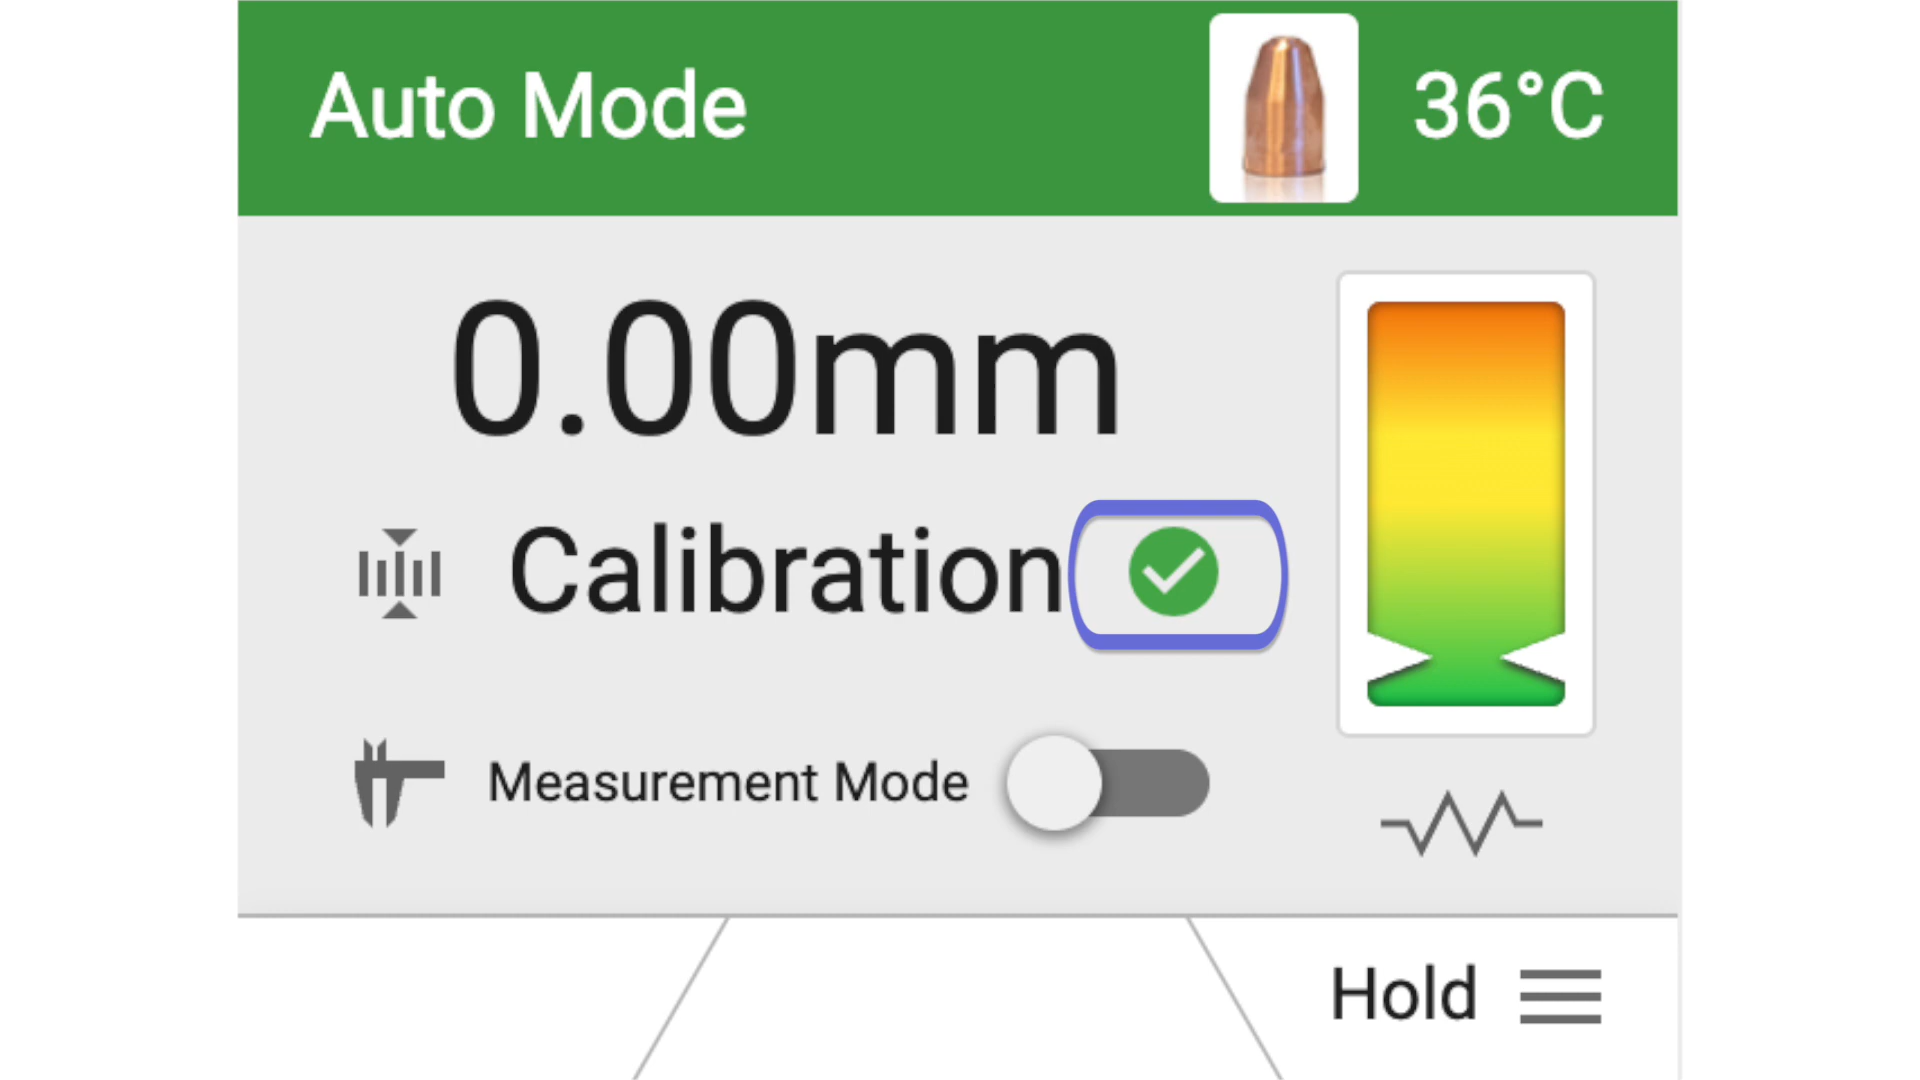 Auto Mode 36°C
0.00mm
Calibration
Measurement Mode
Hold